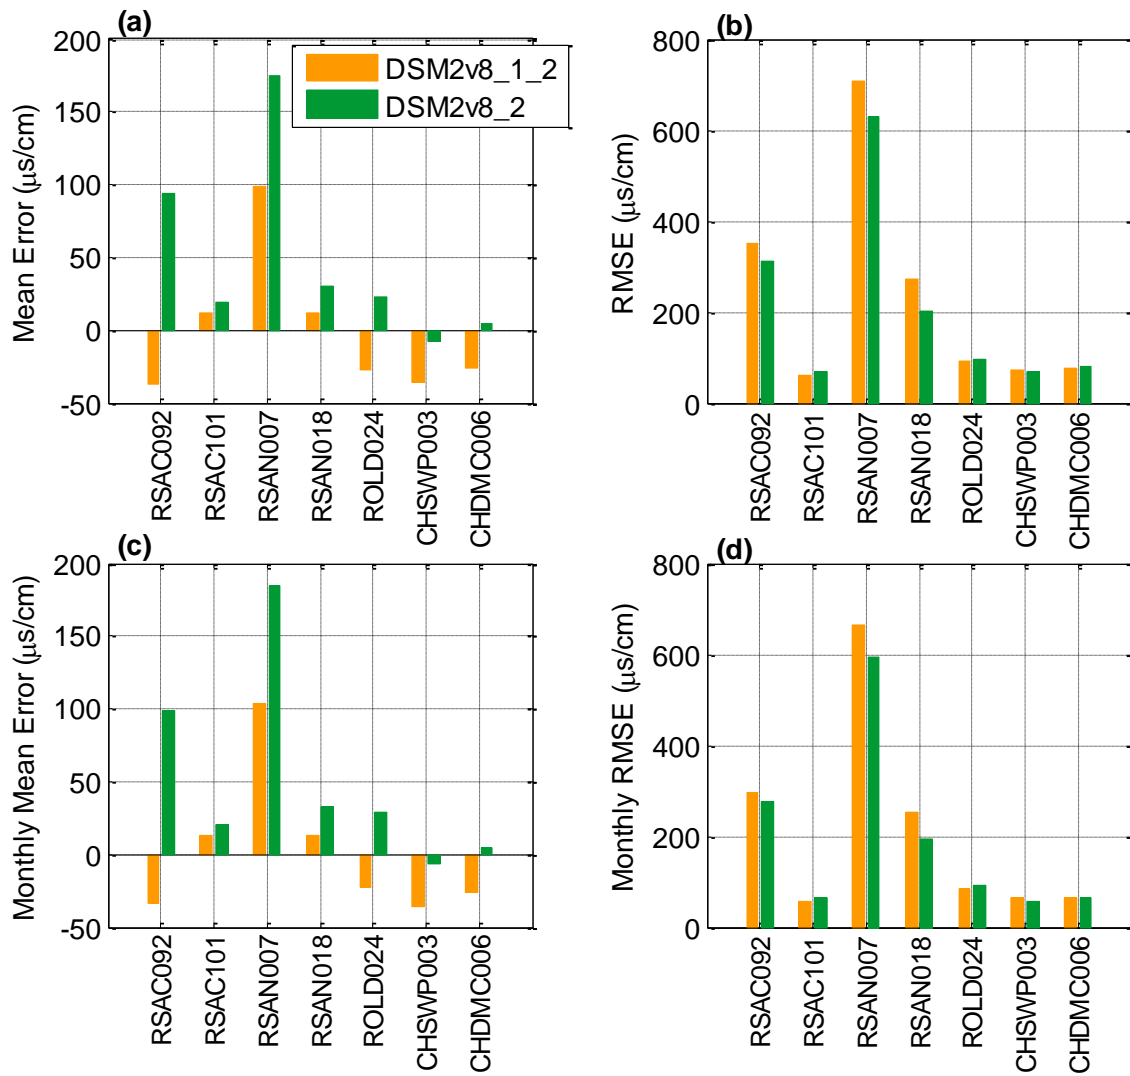 (a)
Mean Error (μs/cm)
200
150
100
50
0
-50
DSM2v8_1_2
DSM2v8_2
RSAC092
RSAC101
RSAN007
RSAN018
ROLD024
CHSWP003
CHDMC006
(b)
RMSE (μs/cm)
800
600
400
200
0
RSAC092
RSAC101
RSAN007
RSAN018
ROLD024
CHSWP003
CHDMC006
(c)
Monthly Mean Error (μs/cm)
200
150
100
50
0
-50
RSAC092
RSAC101
RSAN007
RSAN018
ROLD024
CHSWP003
CHDMC006
(d)
Monthly RMSE (μs/cm)
800
600
400
200
0
RSAC092
RSAC101
RSAN007
RSAN018
ROLD024
CHSWP003
CHDMC006